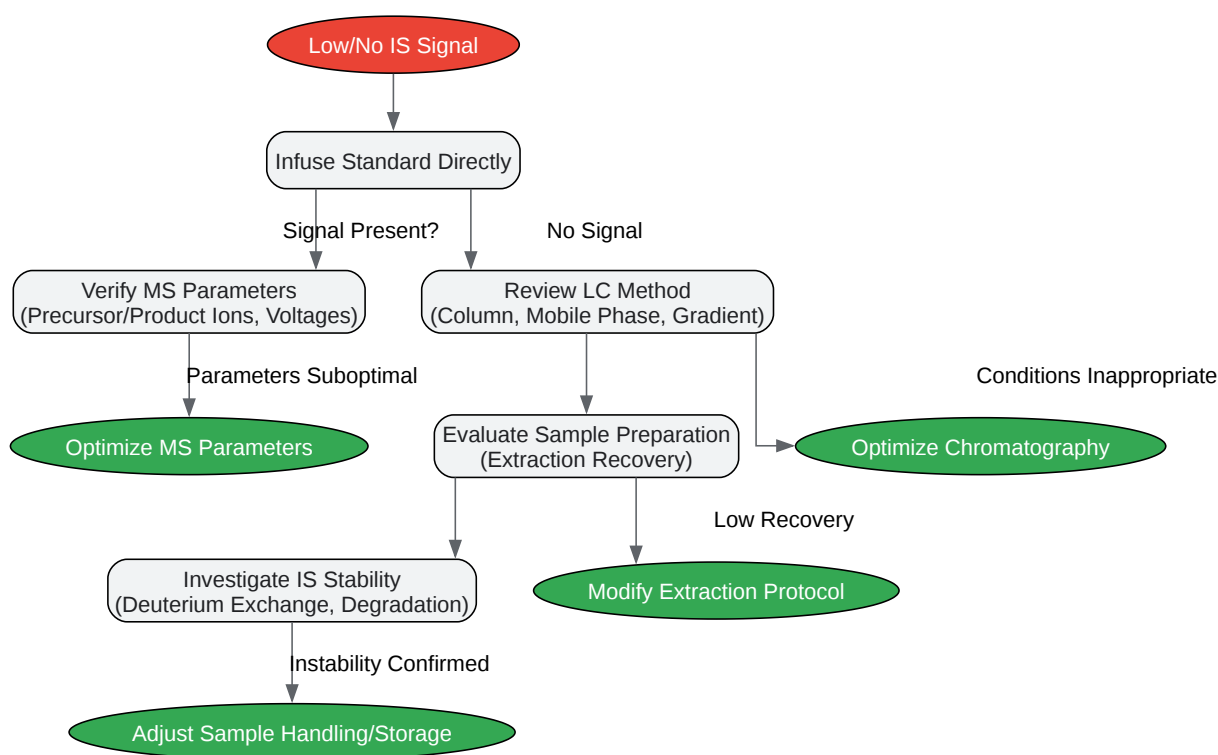 Low/No IS Signal
Infuse Standard Directly
Signal Present?
No Signal
Verify MS Parameters
(Precursor/Product Ions, Voltages)
Review LC Method
(Column, Mobile Phase, Gradient)
Parameters Suboptimal
Conditions Inappropriate
Optimize MS Parameters
Evaluate Sample Preparation
(Extraction Recovery)
Optimize Chromatography
Low Recovery
Investigate IS Stability
(Deuterium Exchange, Degradation)
Modify Extraction Protocol
Instability Confirmed
Adjust Sample Handling/Storage